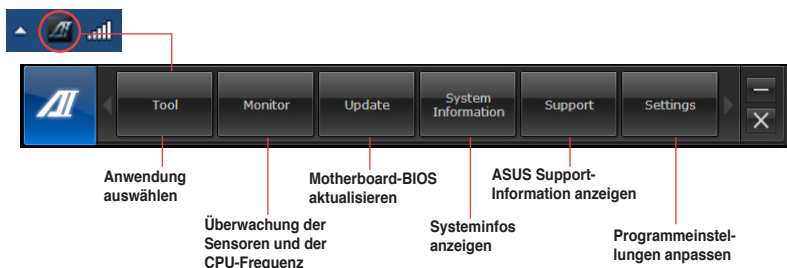 Tool
Monitor
Update
System
Information
Support
Settings
Anwendung
auswählen
Motherboard-BIOS
aktualisieren
ASUS Support-
Information anzeigen
Überwachung der
Sensoren und der
CPU-Frequenz
Systeminfos
anzeigen
Programmeinstel-
lungen anpassen